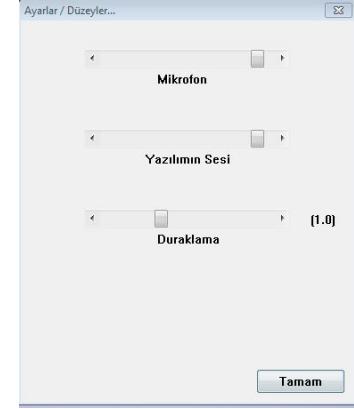 Ayarlar / Düzeyler...
Mikrofon
Yazılımın Sesi
(1.0)
Duraklama
Tamam